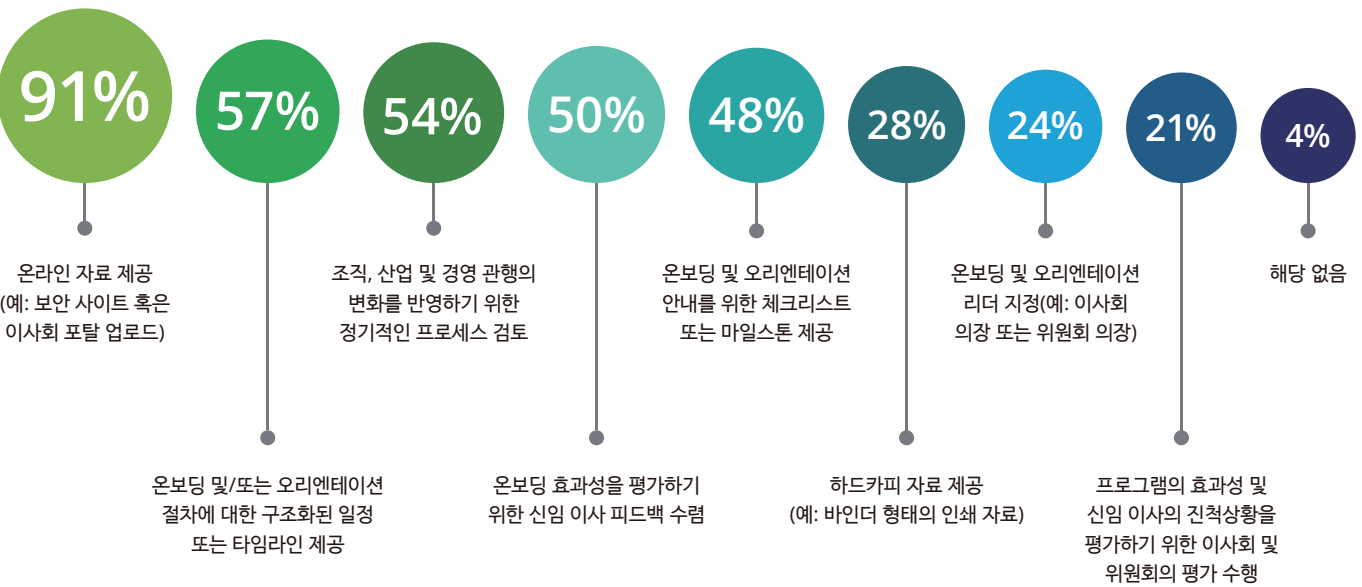 91%
57%
54%
50%
48%
28%
24%
21%
4%
온라인 자료 제공
(예: 보안 사이트 혹은
이사회 포탈 업로드)
조직, 산업 및 경영 관행의
변화를 반영하기 위한
정기적인 프로세스 검토
온보딩 및 오리엔테이션
안내를 위한 체크리스트
또는 마일스톤 제공
온보딩 및 오리엔테이션
리더 지정(예: 이사회
의장 또는 위원회 의장)
해당 없음
온보딩 및/또는 오리엔테이션
절차에 대한 구조화된 일정
또는 타임라인 제공
온보딩 효과성을 평가하기
위한 신임 이사 피드백 수렴
하드카피 자료 제공
(예: 바인더 형태의 인쇄 자료)
프로그램의 효과성 및
신임 이사의 진척상황을
평가하기 위한 이사회 및
위원회의 평가 수행